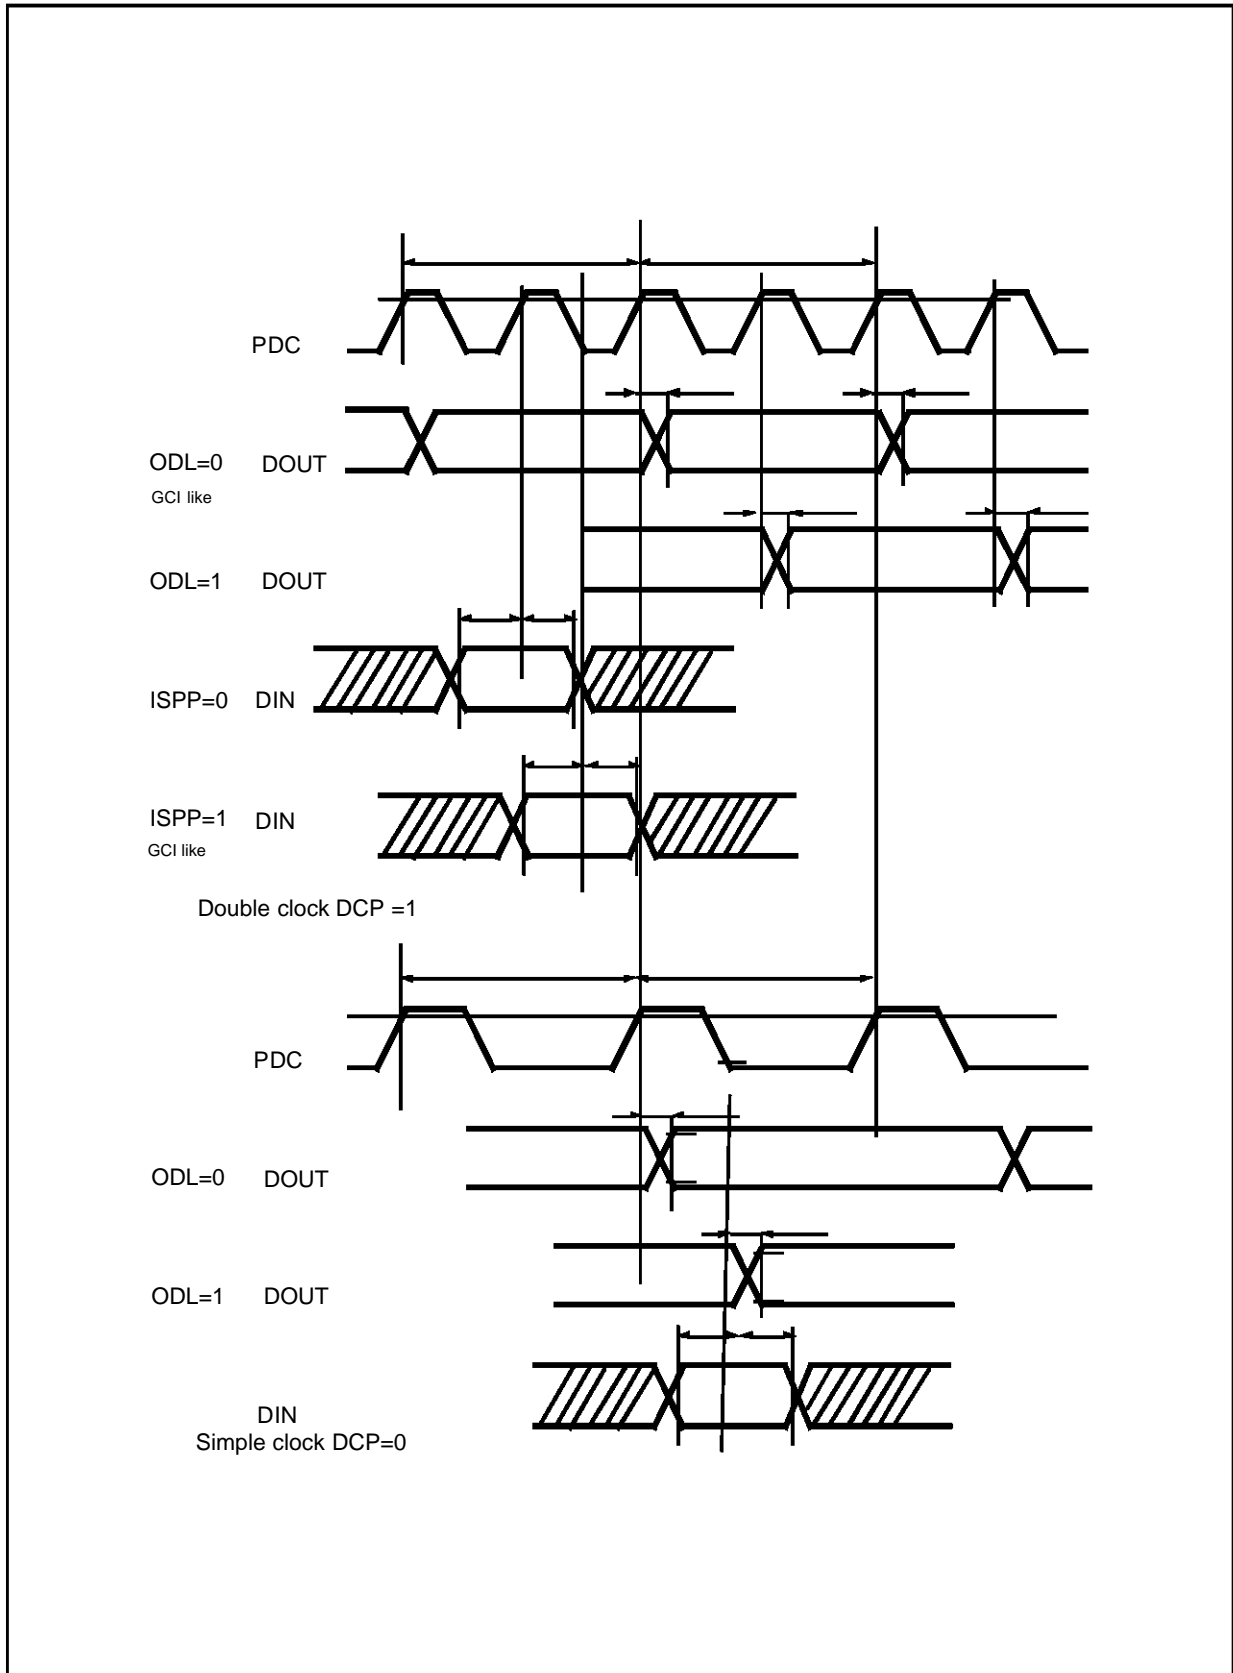 PDC
ODL=0 DOUT
GCI like
ODL=1 DOUT
ISPP=0 DIN
ISPP=1 DIN
GCI like
Double clock DCP =1
PDC
ODL=0 DOUT
ODL=1 DOUT
DIN
Simple clock DCP=0